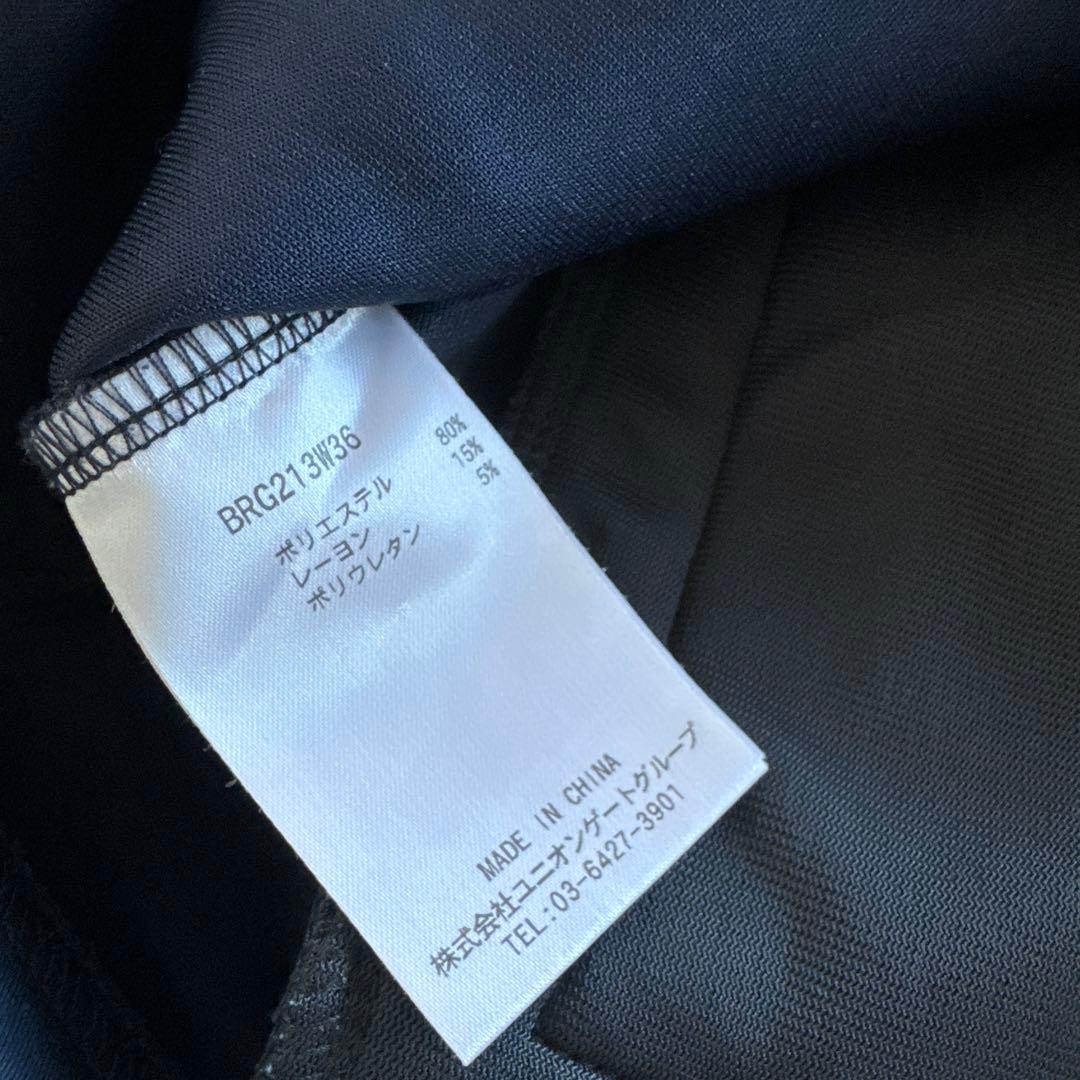 BRG213W36
ポリエステル 80%
レーヨン 15%
ポリウレタン 5%
MADE IN CHINA
株式会社ユニオンゲートグループ
TEL:03-6427-3901